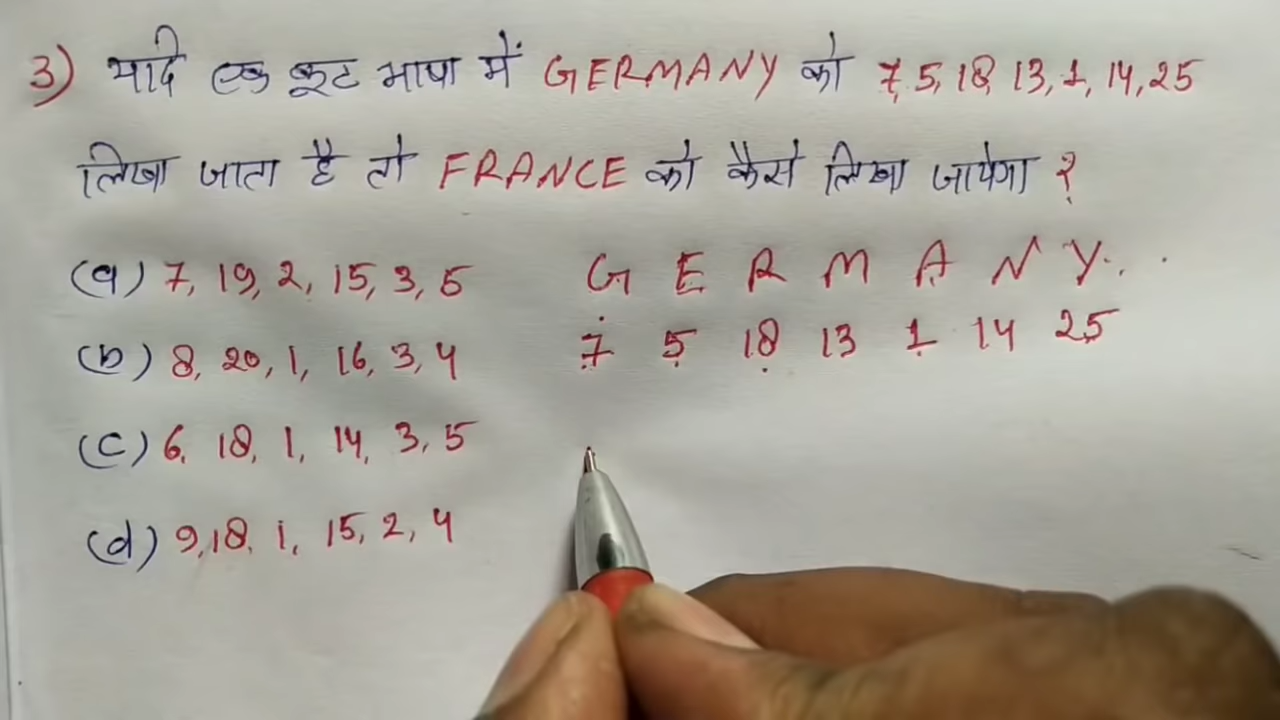 3) यदि एक कूट भाषा में GERMANY को 7, 5, 18, 13, 1, 14, 25
लिखा जाता है तो FRANCE को कैसे लिखा जायेगा ?
(a) 7, 19, 2, 15, 3, 5
(b) 8, 20, 1, 16, 3, 4
(c) 6, 18, 1, 14, 3, 5
(d) 9, 18, 1, 15, 2, 4
G E R M A N Y
7 5 18 13 1 14 25